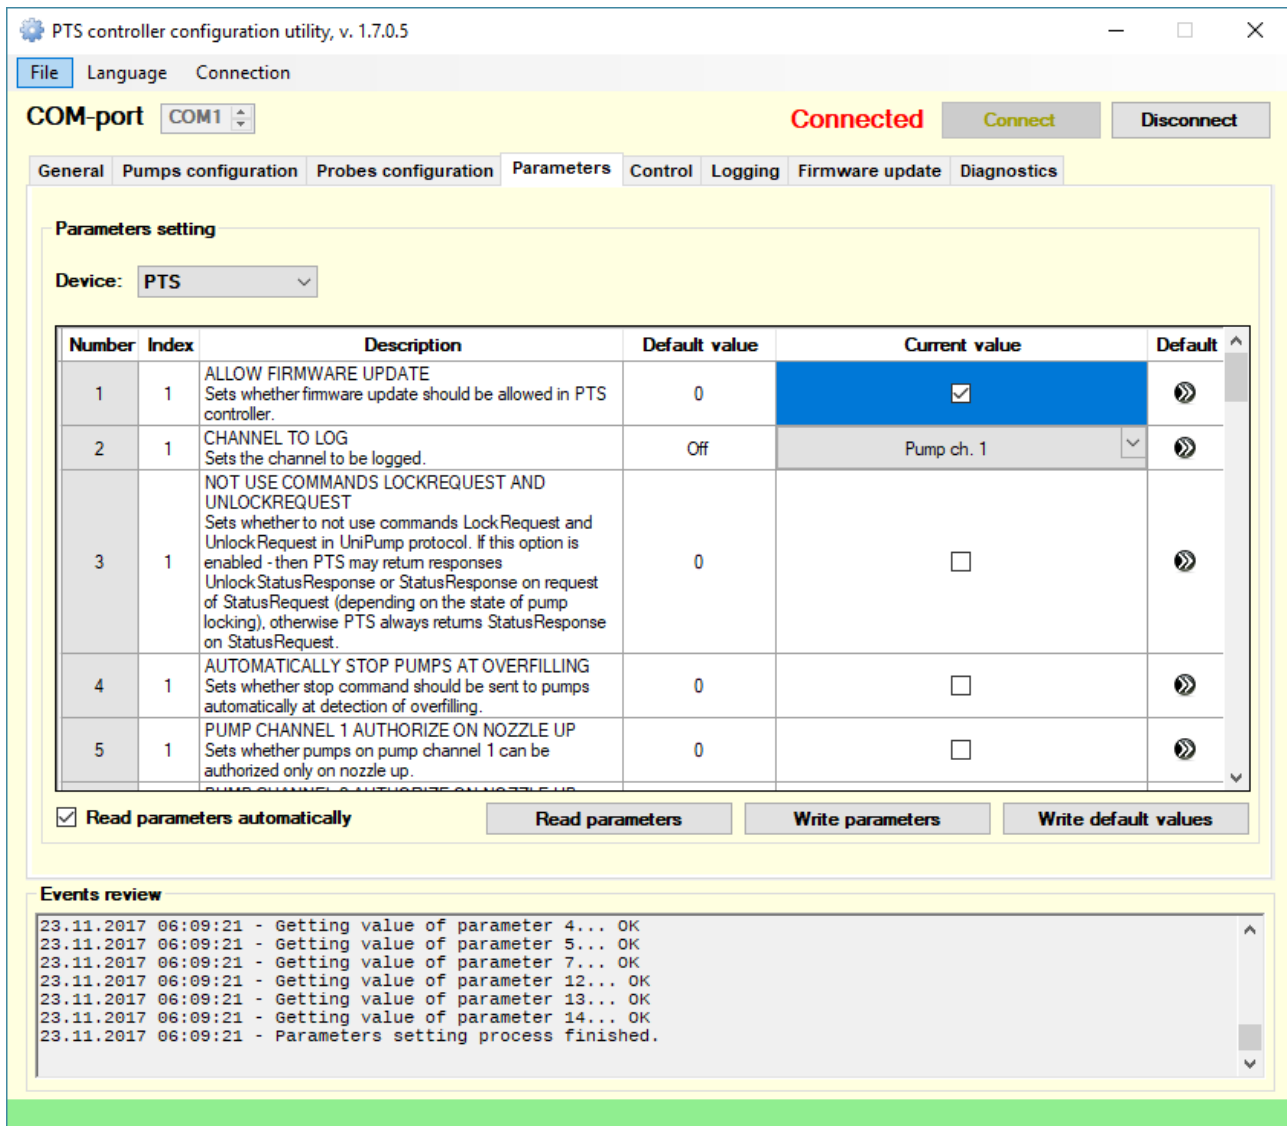 PTS controller configuration utility, v. 1.7.0.5
File Language Connection
COM-port COM1 Connected Connect Disconnect
General Pumps configuration Probes configuration Parameters Control Logging Firmware update Diagnostics
Parameters setting
Device: PTS
Number Index Description Default value Current value Default
1 1 ALLOW FIRMWARE UPDATE 0
Sets whether firmware update should be allowed in PTS
controller.
2 1 CHANNEL TO LOG Off Pump ch. 1
Sets the channel to be logged.
3 1 NOT USE COMMANDS LOCKREQUEST AND 0
UNLOCKREQUEST
Sets whether to not use commands LockRequest and
UnlockRequest in UniPump protocol. If this option is
enabled - then PTS may return responses
UnlockStatusResponse or StatusResponse on request
of StatusRequest (depending on the state of pump
locking), otherwise PTS always returns StatusResponse
on StatusRequest.
4 1 AUTOMATICALLY STOP PUMPS AT OVERFILLING 0
Sets whether stop command should be sent to pumps
automatically at detection of overfilling.
5 1 PUMP CHANNEL 1 AUTHORIZE ON NOZZLE UP 0
Sets whether pumps on pump channel 1 can be
authorized only on nozzle up.
Read parameters automatically Read parameters Write parameters Write default values
Events review
23.11.2017 06:09:21 - Getting value of parameter 4... OK
23.11.2017 06:09:21 - Getting value of parameter 5... OK
23.11.2017 06:09:21 - Getting value of parameter 7... OK
23.11.2017 06:09:21 - Getting value of parameter 12... OK
23.11.2017 06:09:21 - Getting value of parameter 13... OK
23.11.2017 06:09:21 - Getting value of parameter 14... OK
23.11.2017 06:09:21 - Parameters setting process finished.